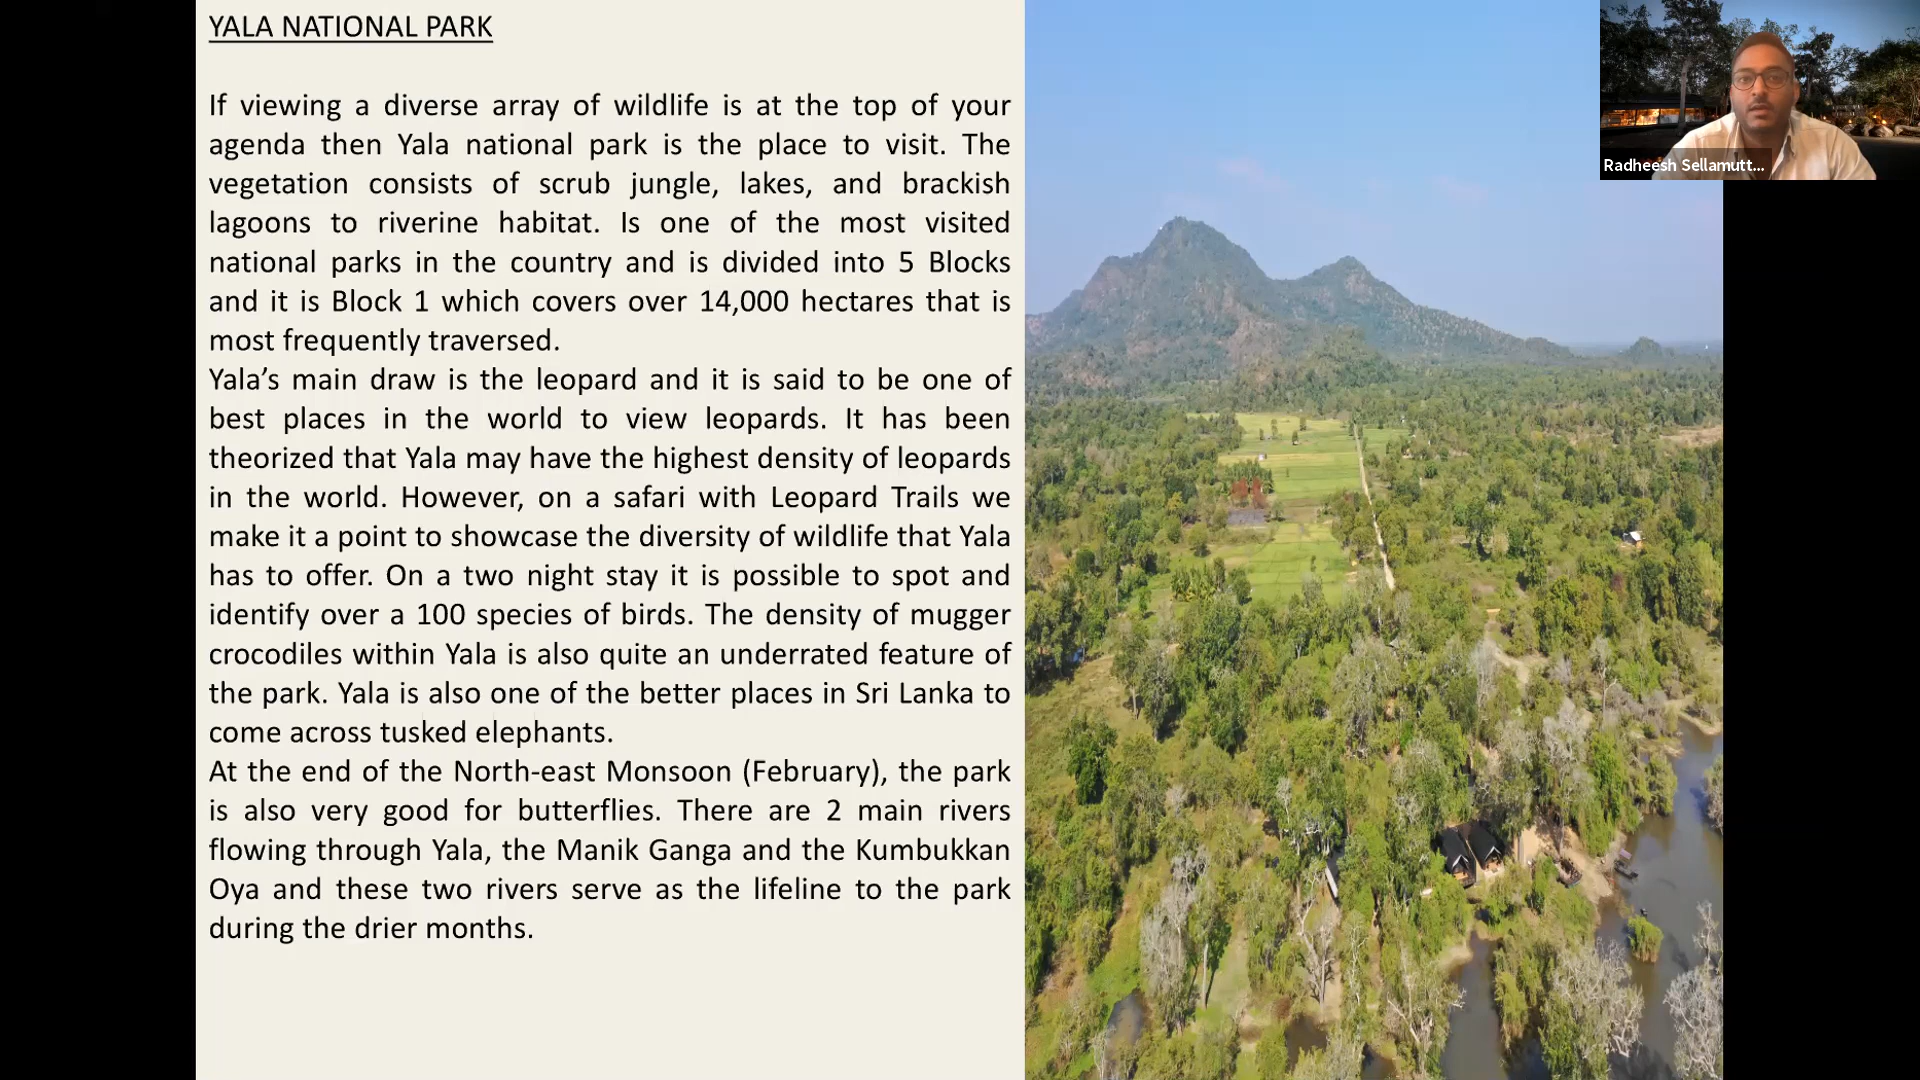 YALA NATIONAL PARK
If viewing a diverse array of wildlife is at the top of your
agenda then Yala national park is the place to visit. The
vegetation consists of scrub jungle, lakes, and brackish
lagoons to riverine habitat. Is one of the most visited
national parks in the country and is divided into 5 Blocks
and it is Block 1 which covers over 14,000 hectares that is
most frequently traversed.
Yala’s main draw is the leopard and it is said to be one of
best places in the world to view leopards. It has been
theorized that Yala may have the highest density of leopards
in the world. However, on a safari with Leopard Trails we
make it a point to showcase the diversity of wildlife that Yala
has to offer. On a two night stay it is possible to spot and
identify over a 100 species of birds. The density of mugger
crocodiles within Yala is also quite an underrated feature of
the park. Yala is also one of the better places in Sri Lanka to
come across tusked elephants.
At the end of the North-east Monsoon (February), the park
is also very good for butterflies. There are 2 main rivers
flowing through Yala, the Manik Ganga and the Kumbukkan
Oya and these two rivers serve as the lifeline to the park
during the drier months.
Radheesh Sellamutt...